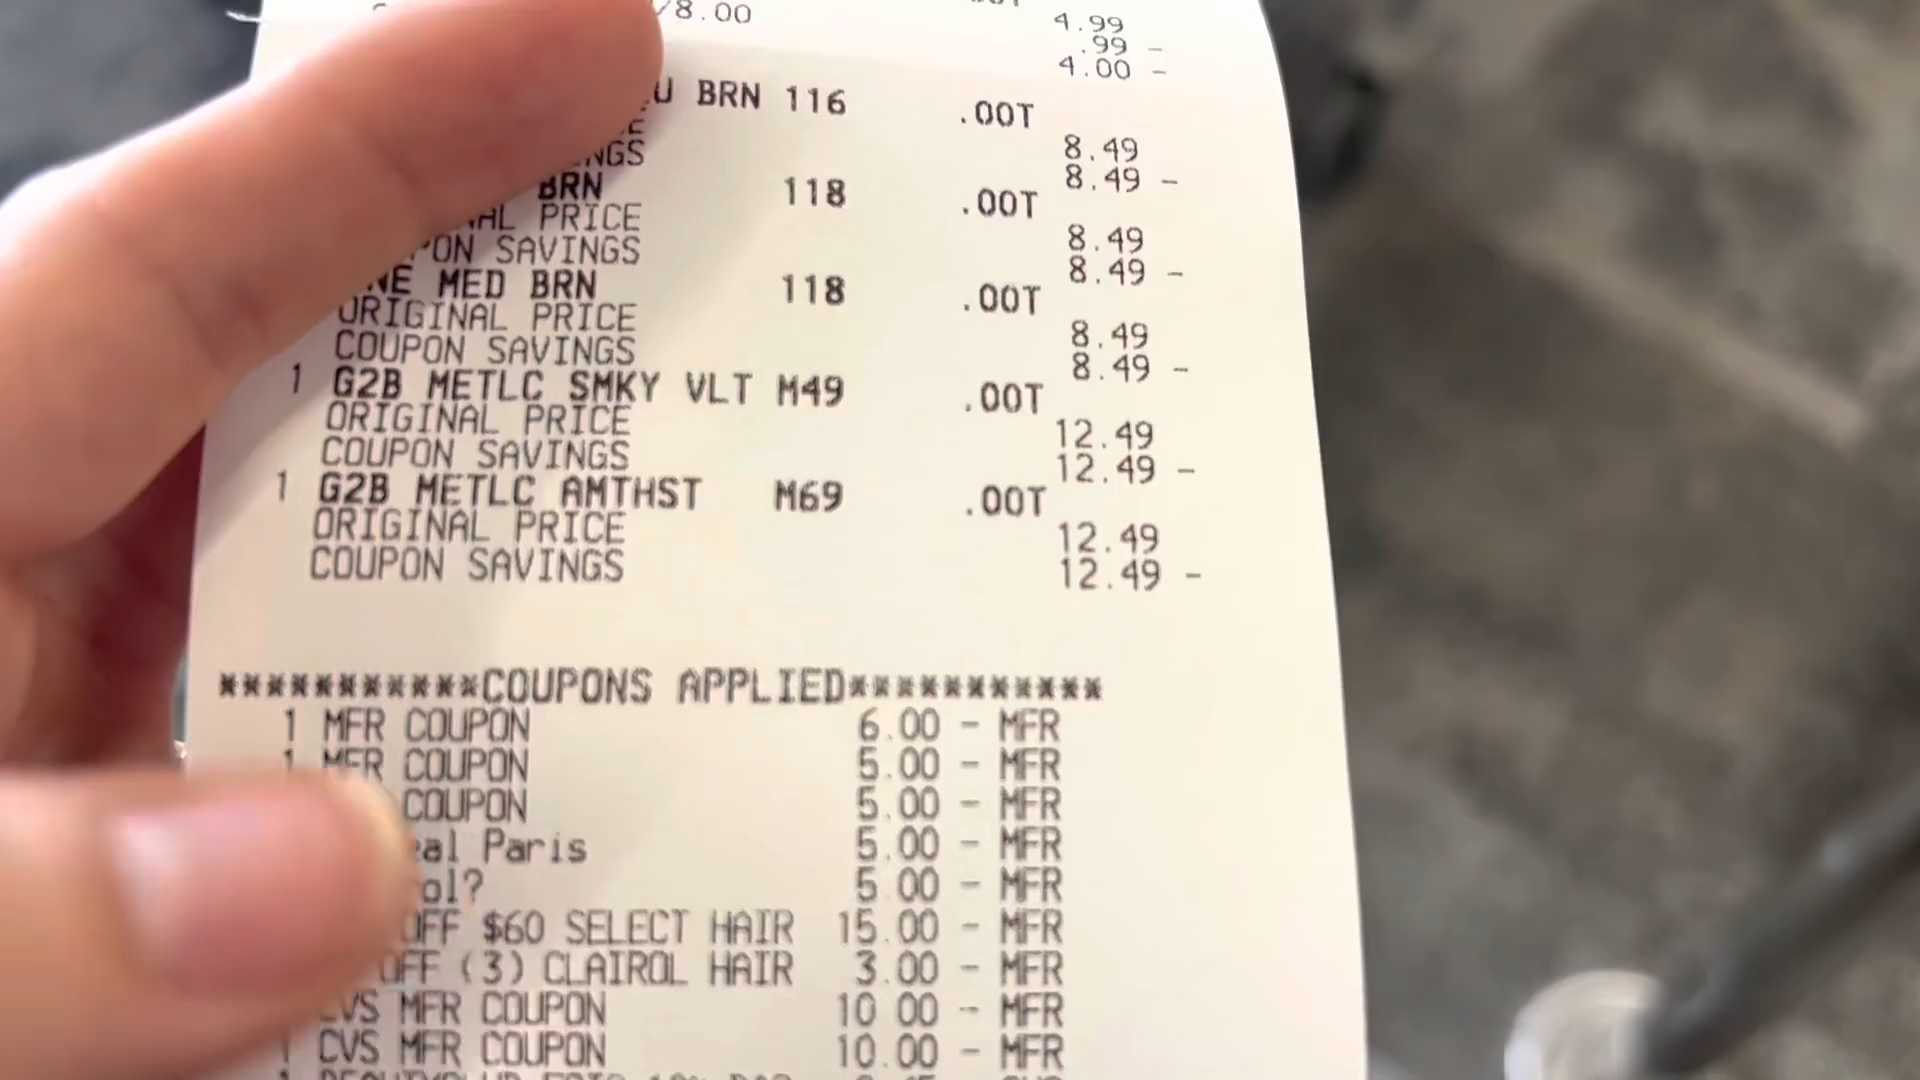 8.00 4.99
.99 -
4.00 -
BRN 116 .00T
8.49
NGS 8.49 -
BRN 118 .00T
PRICE 8.49
ON SAVINGS 8.49 -
NE MED BRN 118 .00T
ORIGINAL PRICE 8.49
COUPON SAVINGS 8.49 -
1 G2B METLC SMKY VLT M49 .00T
ORIGINAL PRICE 12.49
COUPON SAVINGS 12.49 -
1 G2B METLC AMTHST M69 .00T
ORIGINAL PRICE 12.49
COUPON SAVINGS 12.49 -
***********COUPONS APPLIED***********
1 MFR COUPON 6.00 - MFR
1 MFR COUPON 5.00 - MFR
COUPON 5.00 - MFR
eal Paris 5.00 - MFR
ol? 5.00 - MFR
OFF $60 SELECT HAIR 15.00 - MFR
OFF (3) CLAIROL HAIR 3.00 - MFR
CVS MFR COUPON 10.00 - MFR
1 CVS MFR COUPON 10.00 - MFR